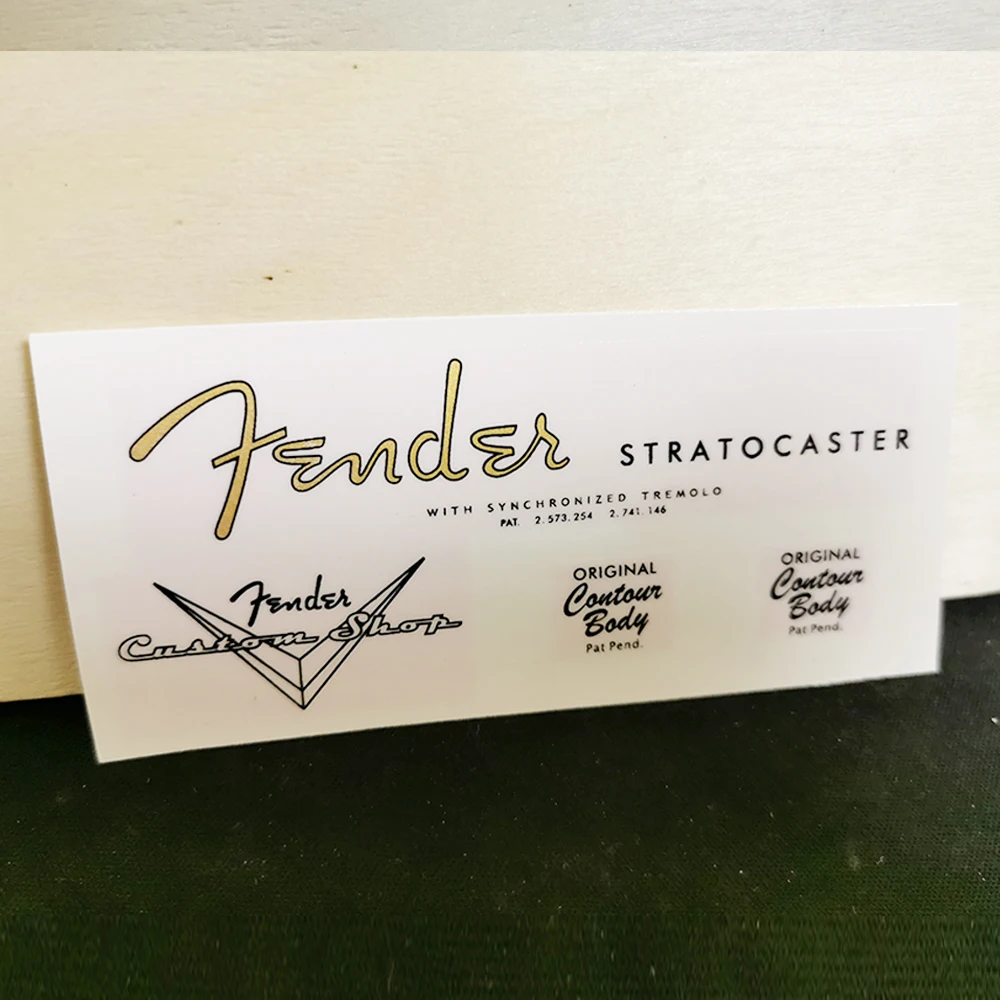 Fender STRATOCASTER
WITH SYNCHRONIZED TREMOLO
PAT. 2.573.254 2.741.146
Fender
Custom Shop
ORIGINAL
Contour
Body
Pat Pend.
ORIGINAL
Contour
Body
Pat Pend.